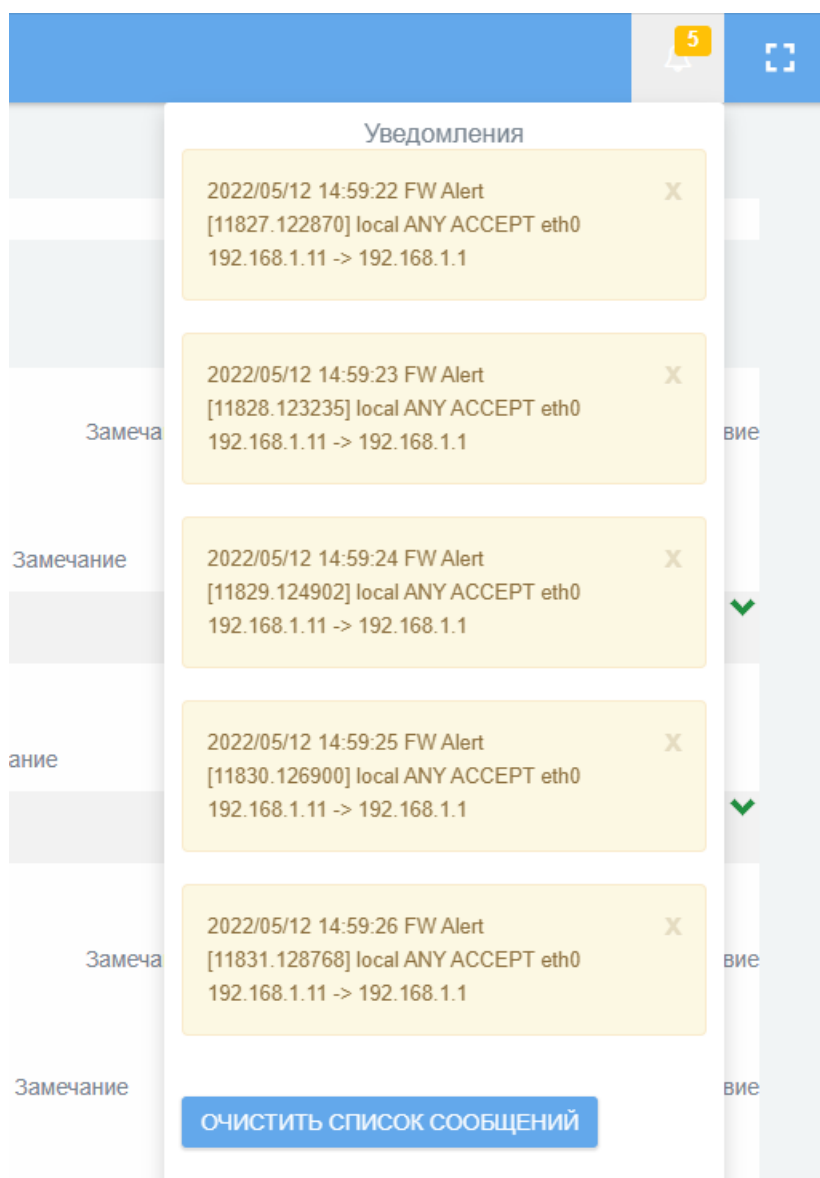 5
Уведомления
2022/05/12 14:59:22 FW Alert X
[11827.122870] local ANY ACCEPT eth0
192.168.1.11 -> 192.168.1.1
2022/05/12 14:59:23 FW Alert X
[11828.123235] local ANY ACCEPT eth0
Замеча вие
192.168.1.11 -> 192.168.1.1
2022/05/12 14:59:24 FW Alert X
Замечание
[11829.124902] local ANY ACCEPT eth0
192.168.1.11 -> 192.168.1.1
2022/05/12 14:59:25 FW Alert X
ание
[11830.126900] local ANY ACCEPT eth0
192.168.1.11 -> 192.168.1.1
2022/05/12 14:59:26 FW Alert X
Замеча вие
[11831.128768] local ANY ACCEPT eth0
192.168.1.11 -> 192.168.1.1
Замечание вие
ОЧИСТИТЬ СПИСОК СООБЩЕНИЙ